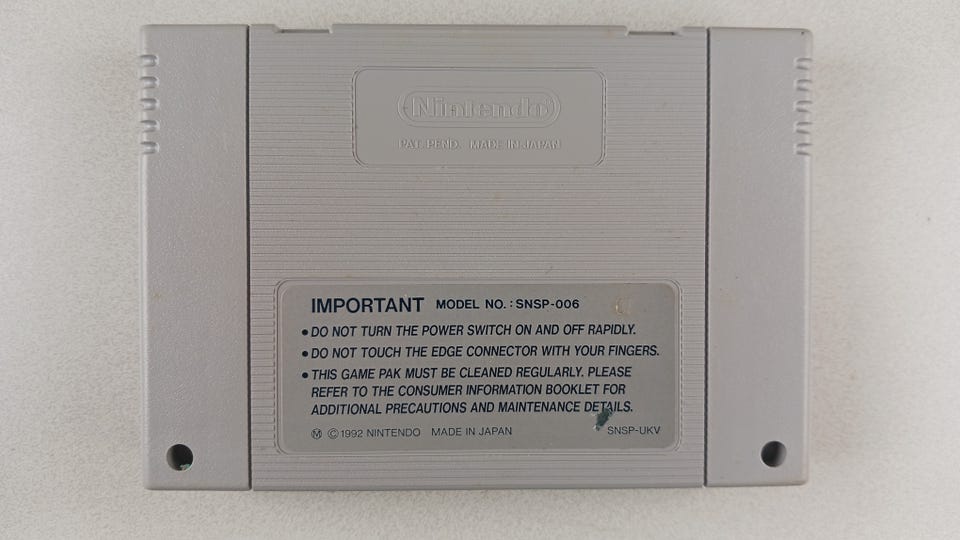 Nintendo®
PAT. PEND. MADE IN JAPAN
IMPORTANT MODEL NO. : SNSP-006
• DO NOT TURN THE POWER SWITCH ON AND OFF RAPIDLY.
• DO NOT TOUCH THE EDGE CONNECTOR WITH YOUR FINGERS.
• THIS GAME PAK MUST BE CLEANED REGULARLY. PLEASE
REFER TO THE CONSUMER INFORMATION BOOKLET FOR
ADDITIONAL PRECAUTIONS AND MAINTENANCE DETAILS.
Ⓜ © 1992 NINTENDO MADE IN JAPAN SNSP-UKV